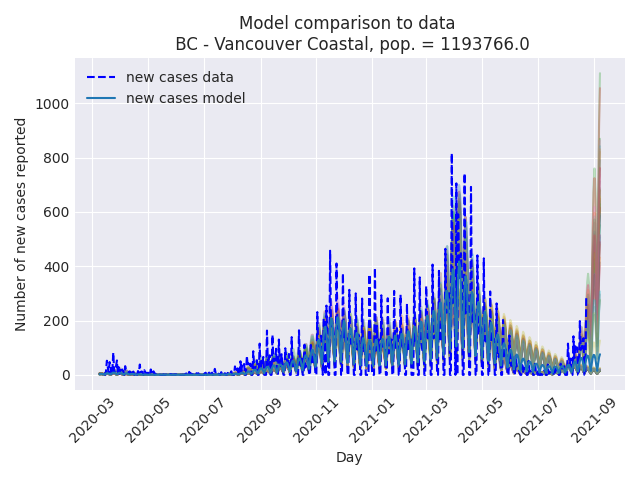 Model comparison to data
BC - Vancouver Coastal, pop. = 1193766.0
new cases data
new cases model
Number of new cases reported
1000
800
600
400
200
0
2020-03
2020-05
2020-07
2020-09
2020-11
2021-01
2021-03
2021-05
2021-07
2021-09
Day